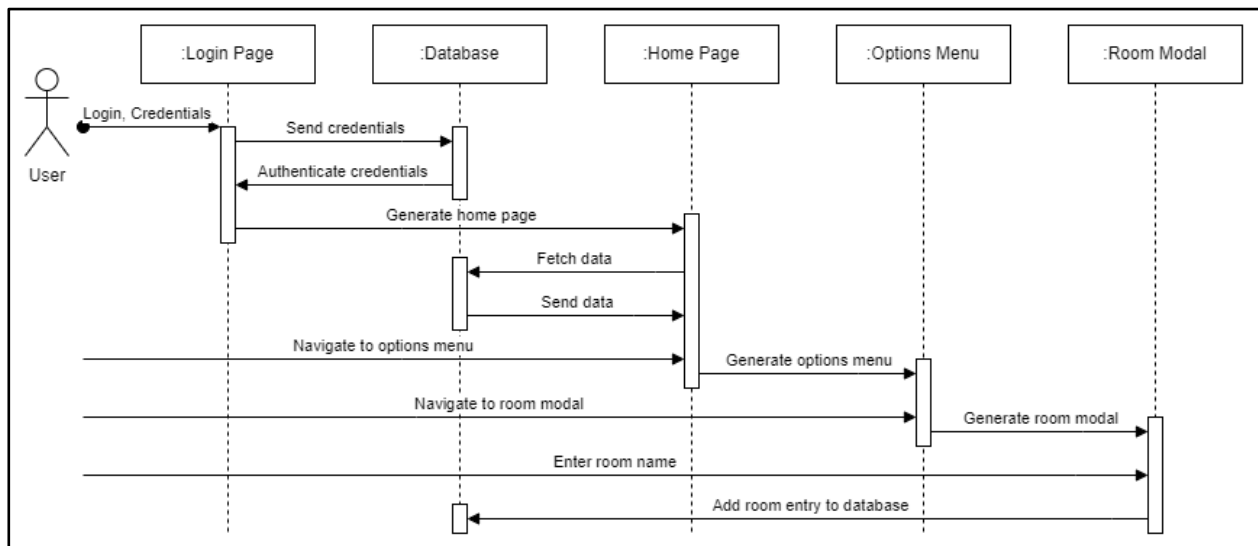 :Login Page
:Database
:Home Page
:Options Menu
:Room Modal
Login, Credentials
Send credentials
User
Authenticate credentials
Generate home page
Fetch data
Send data
Navigate to options menu
Generate options menu
Navigate to room modal
Generate room modal
Enter room name
Add room entry to database